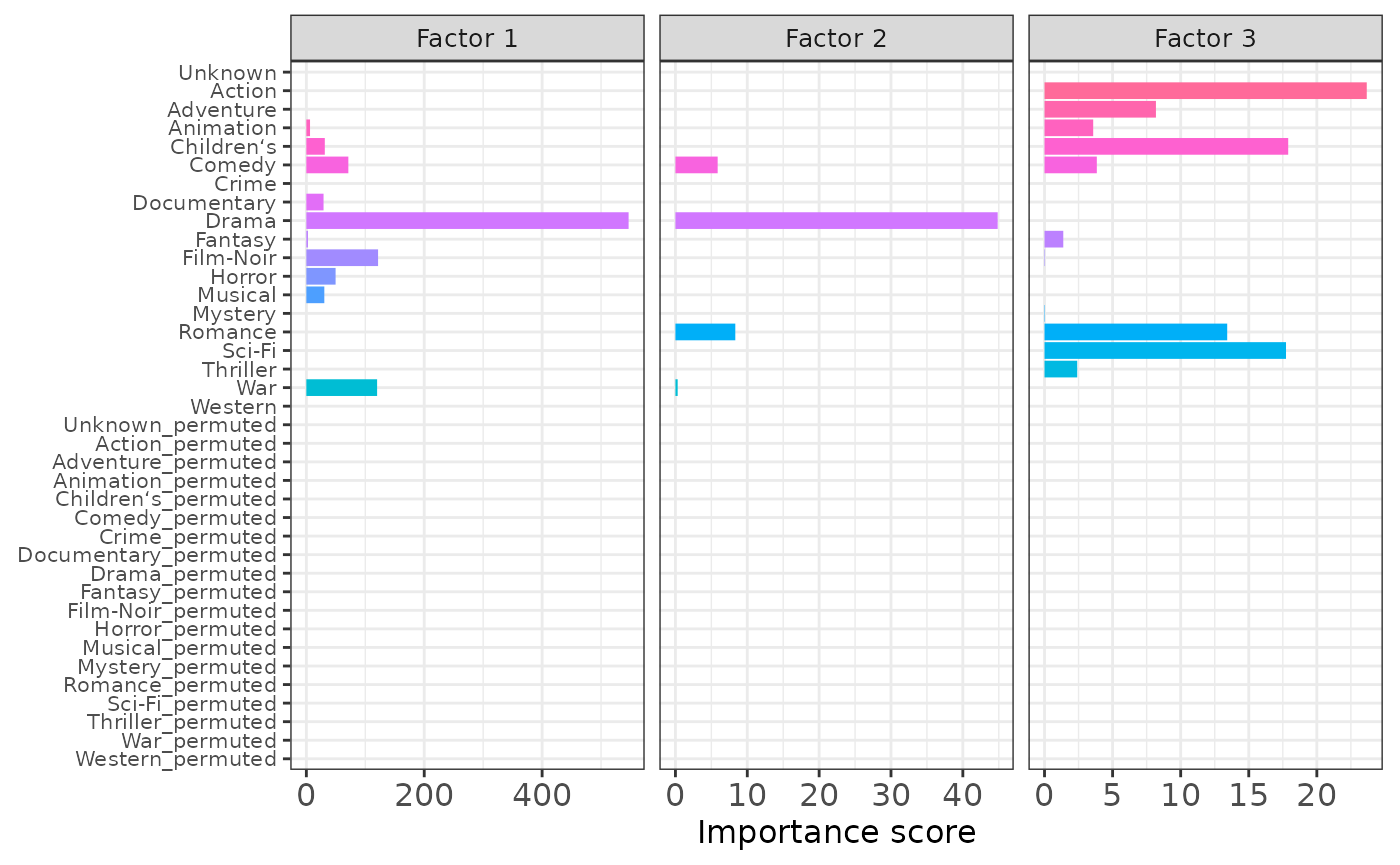 Factor 1 Factor 2 Factor 3
Unknown
Action
Adventure
Animation
Children‘s
Comedy
Crime
Documentary
Drama
Fantasy
Film-Noir
Horror
Musical
Mystery
Romance
Sci-Fi
Thriller
War
Western
Unknown_permuted
Action_permuted
Adventure_permuted
Animation_permuted
Children‘s_permuted
Comedy_permuted
Crime_permuted
Documentary_permuted
Drama_permuted
Fantasy_permuted
Film-Noir_permuted
Horror_permuted
Musical_permuted
Mystery_permuted
Romance_permuted
Sci-Fi_permuted
Thriller_permuted
War_permuted
Western_permuted
0 200 400 0 10 20 30 40 0 5 10 15 20
Importance score